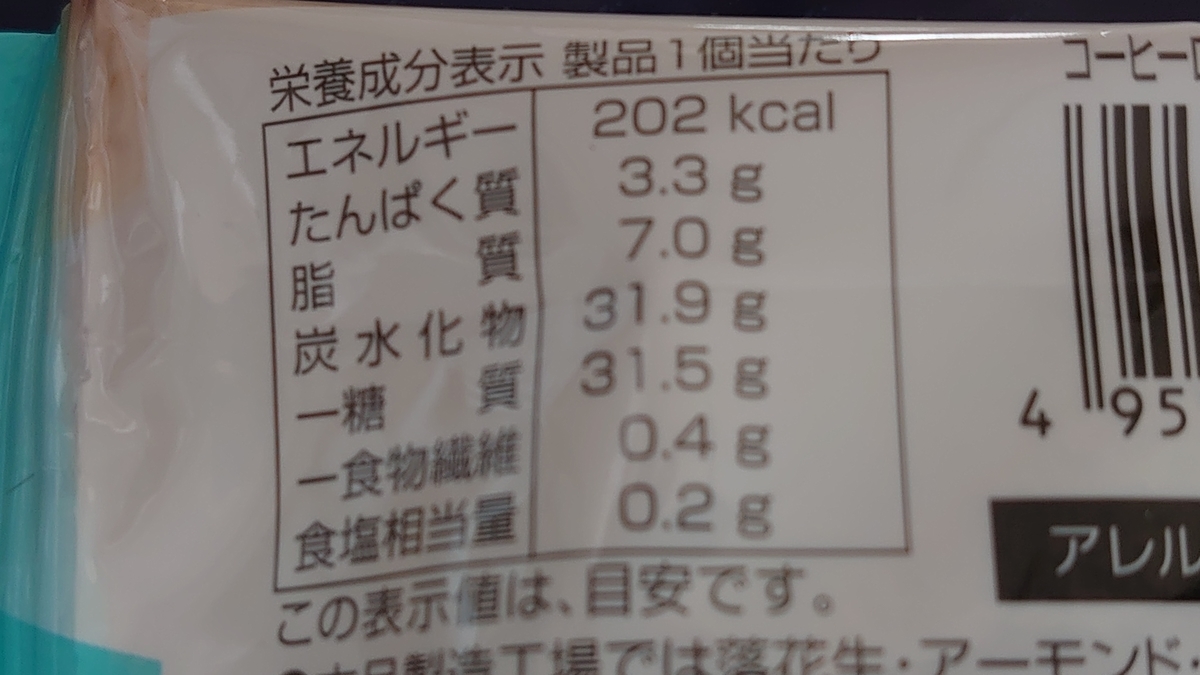 栄養成分表示 製品1個当たり
エネルギー 202 kcal
たんぱく質 3.3 g
脂質 7.0 g
炭水化物 31.9 g
ー糖質 31.5 g
ー食物繊維 0.4 g
食塩相当量 0.2 g
この表示値は、目安です。
製造工場では落花生・アーモンド・
コーヒー
4 95
アレル